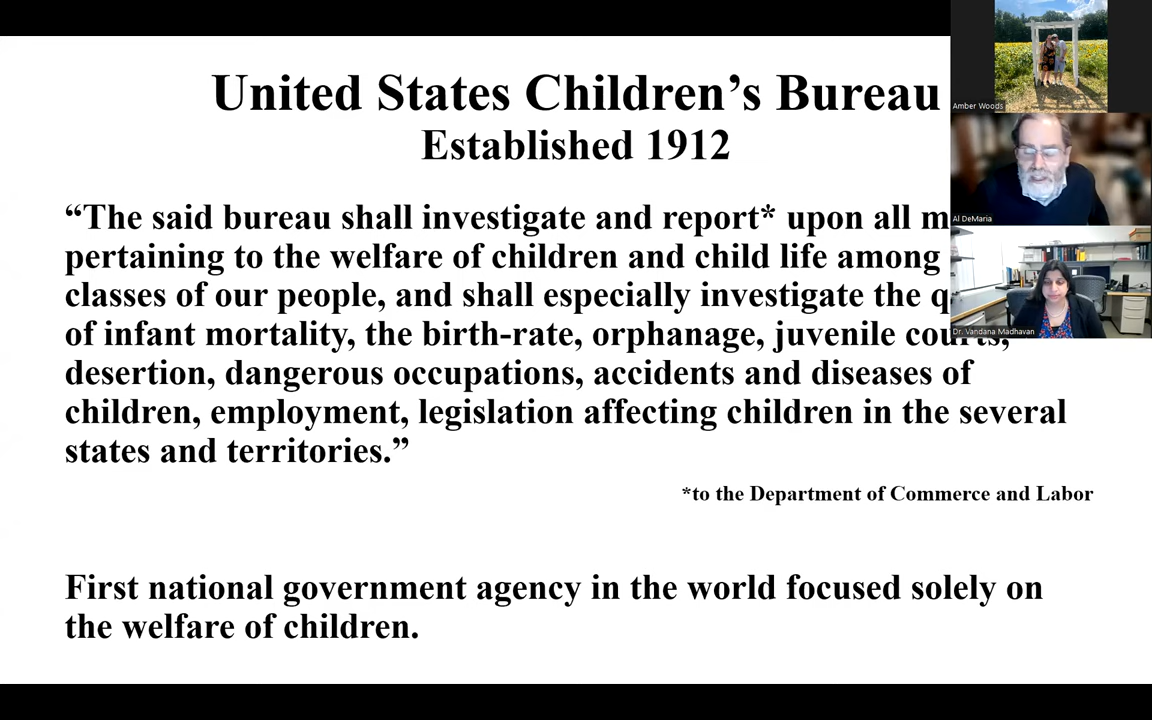 United States Children’s Bureau
Established 1912
“The said bureau shall investigate and report* upon all
pertaining to the welfare of children and child life among
classes of our people, and shall especially investigate the
of infant mortality, the birth-rate, orphanage, juvenile courts,
desertion, dangerous occupations, accidents and diseases of
children, employment, legislation affecting children in the several
states and territories.”
*to the Department of Commerce and Labor
First national government agency in the world focused solely on
the welfare of children.
Amber Woods
Al DeMaria
Dr. Vandana Madhavan